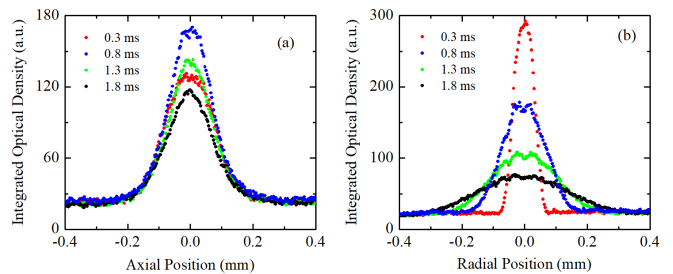 Integrated Optical Density (a.u.)
180
120
60
0
0.3 ms
0.8 ms
1.3 ms
1.8 ms
(a)
-0.4 -0.2 0.0 0.2 0.4
Axial Position (mm)
Integrated Optical Density (a.u.)
300
200
100
0
0.3 ms
0.8 ms
1.3 ms
1.8 ms
(b)
-0.4 -0.2 0.0 0.2 0.4
Radial Position (mm)